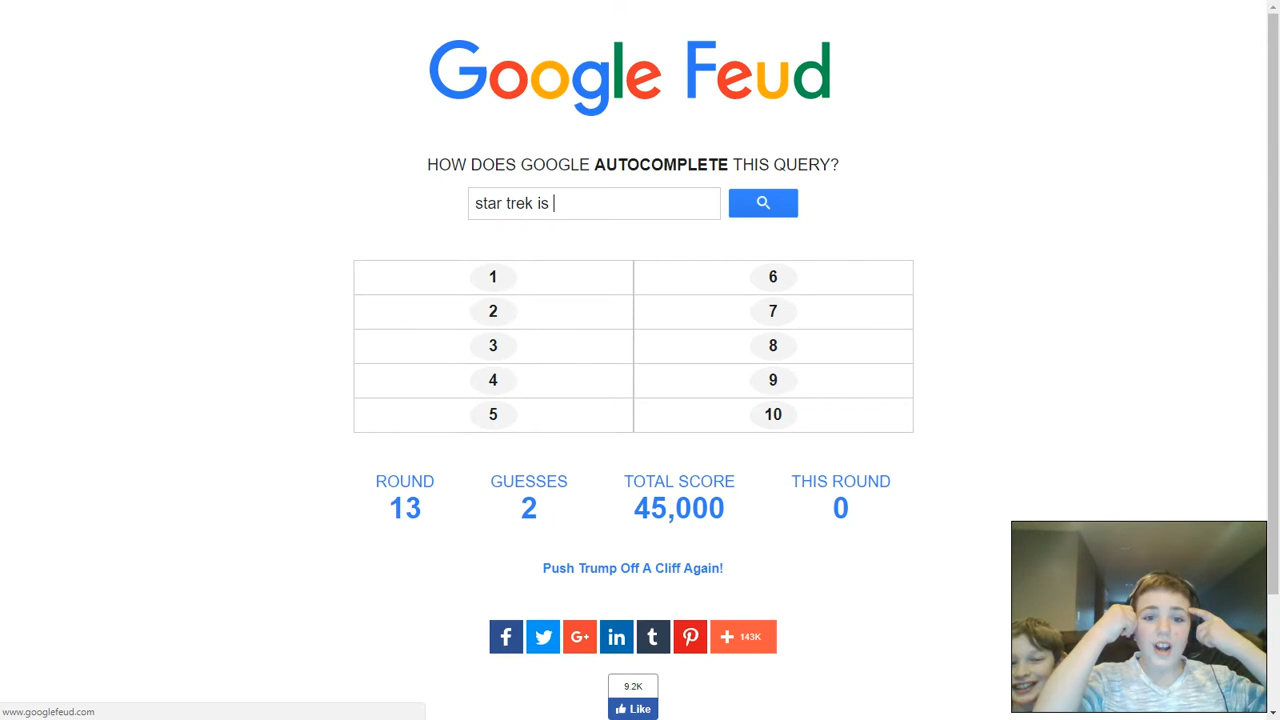 Google Feud
HOW DOES GOOGLE AUTOCOMPLETE THIS QUERY?
star trek is
1 6
2 7
3 8
4 9
5 10
ROUND GUESSES TOTAL SCORE THIS ROUND
13 2 45,000 0
Push Trump Off A Cliff Again!
f G+ in t 143K
9.2K
Like
www.googlefeud.com